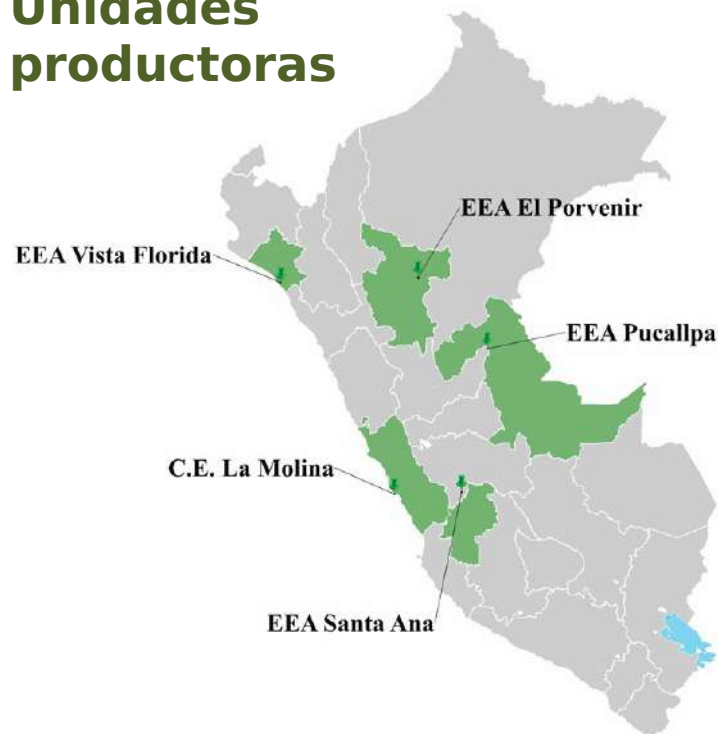 Unidades
productoras
EEA El Porvenir
EEA Vista Florida
EEA Pucallpa
C.E. La Molina
EEA Santa Ana